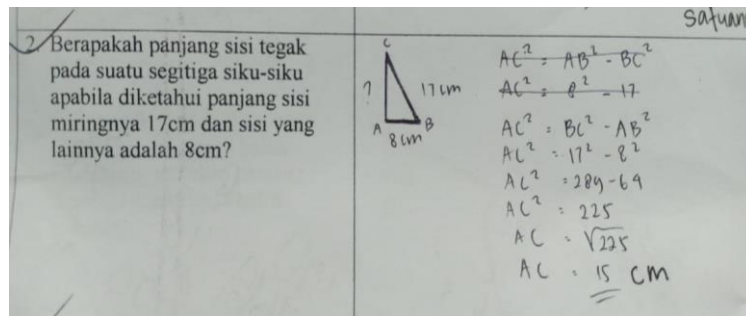 satuan
2. Berapakah panjang sisi tegak
pada suatu segitiga siku-siku
apabila diketahui panjang sisi
miringnya 17cm dan sisi yang
lainnya adalah 8cm?
C
?
17 cm
A
B
8 cm
AC² = AB² - BC²
AC² = 8² - 17
AC² = BC² - AB²
AC² = 17² - 8²
AC² = 289 - 64
AC² = 225
AC = √225
AC = 15 cm